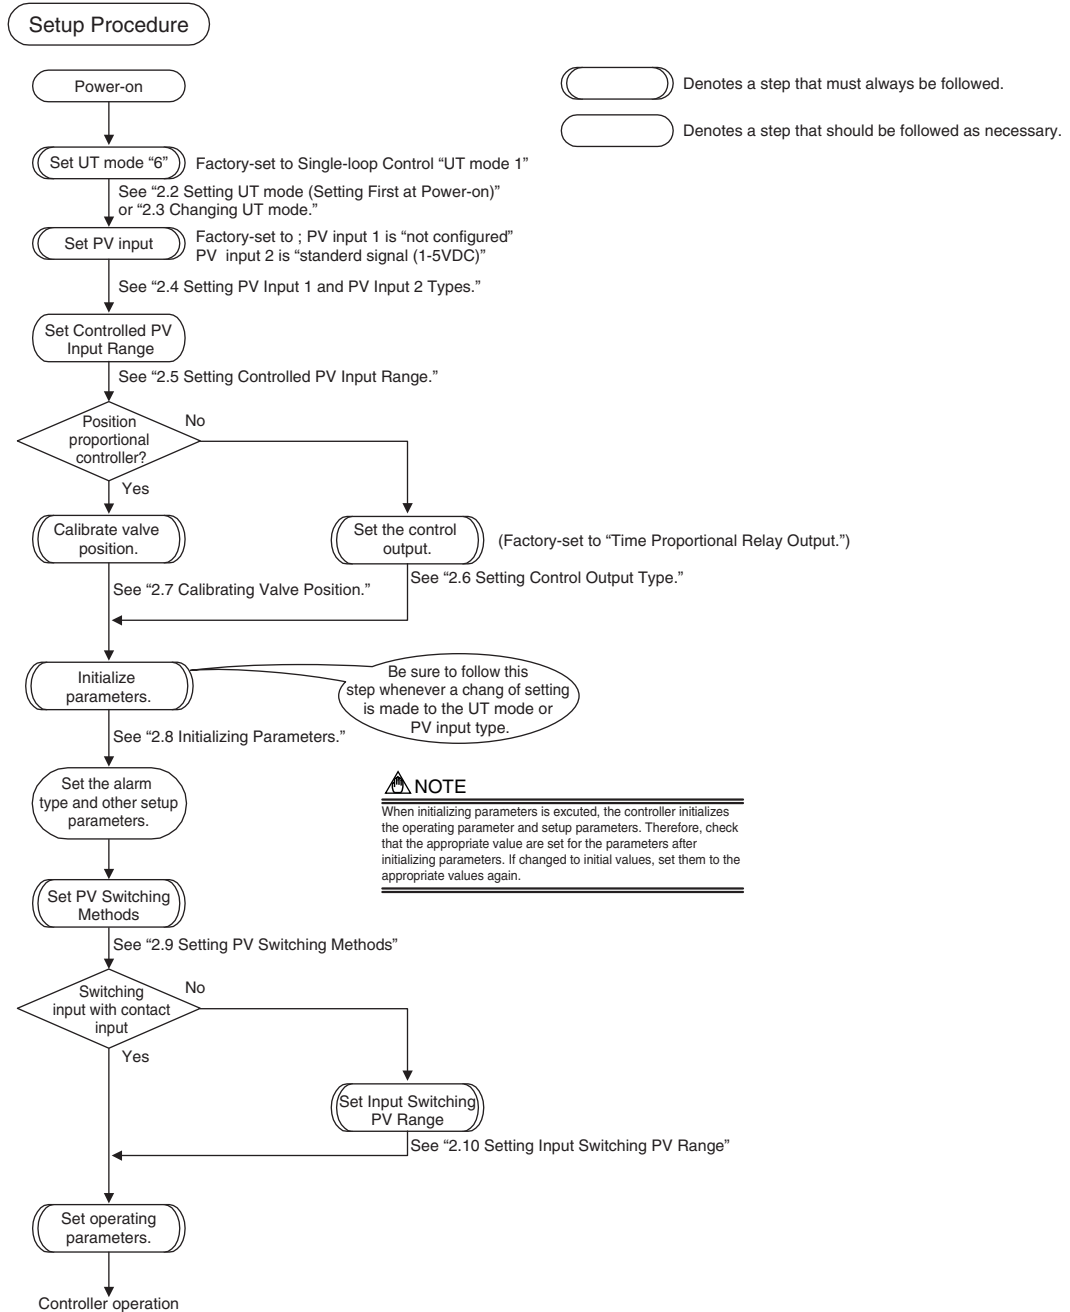 Setup Procedure
Power-on
Denotes a step that must always be followed.
Denotes a step that should be followed as necessary.
Set UT mode “6”
Factory-set to Single-loop Control “UT mode 1”
See “2.2 Setting UT mode (Setting First at Power-on)”
or “2.3 Changing UT mode.”
Set PV input
Factory-set to ; PV input 1 is “not configured”
PV input 2 is “standerd signal (1-5VDC)”
See “2.4 Setting PV Input 1 and PV Input 2 Types.”
Set Controlled PV
Input Range
See “2.5 Setting Controlled PV Input Range.”
Position
proportional
controller?
No
Yes
Calibrate valve
position.
Set the control
output.
(Factory-set to “Time Proportional Relay Output.”)
See “2.7 Calibrating Valve Position.”
See “2.6 Setting Control Output Type.”
Initialize
parameters.
Be sure to follow this
step whenever a chang of setting
is made to the UT mode or
PV input type.
See “2.8 Initializing Parameters.”
Set the alarm
type and other setup
parameters.
NOTE
When initializing parameters is excuted, the controller initializes
the operating parameter and setup parameters. Therefore, check
that the appropriate value are set for the parameters after
initializing parameters. If changed to initial values, set them to the
appropriate values again.
Set PV Switching
Methods
See “2.9 Setting PV Switching Methods”
Switching
input with contact
input
No
Yes
Set Input Switching
PV Range
See “2.10 Setting Input Switching PV Range”
Set operating
parameters.
Controller operation